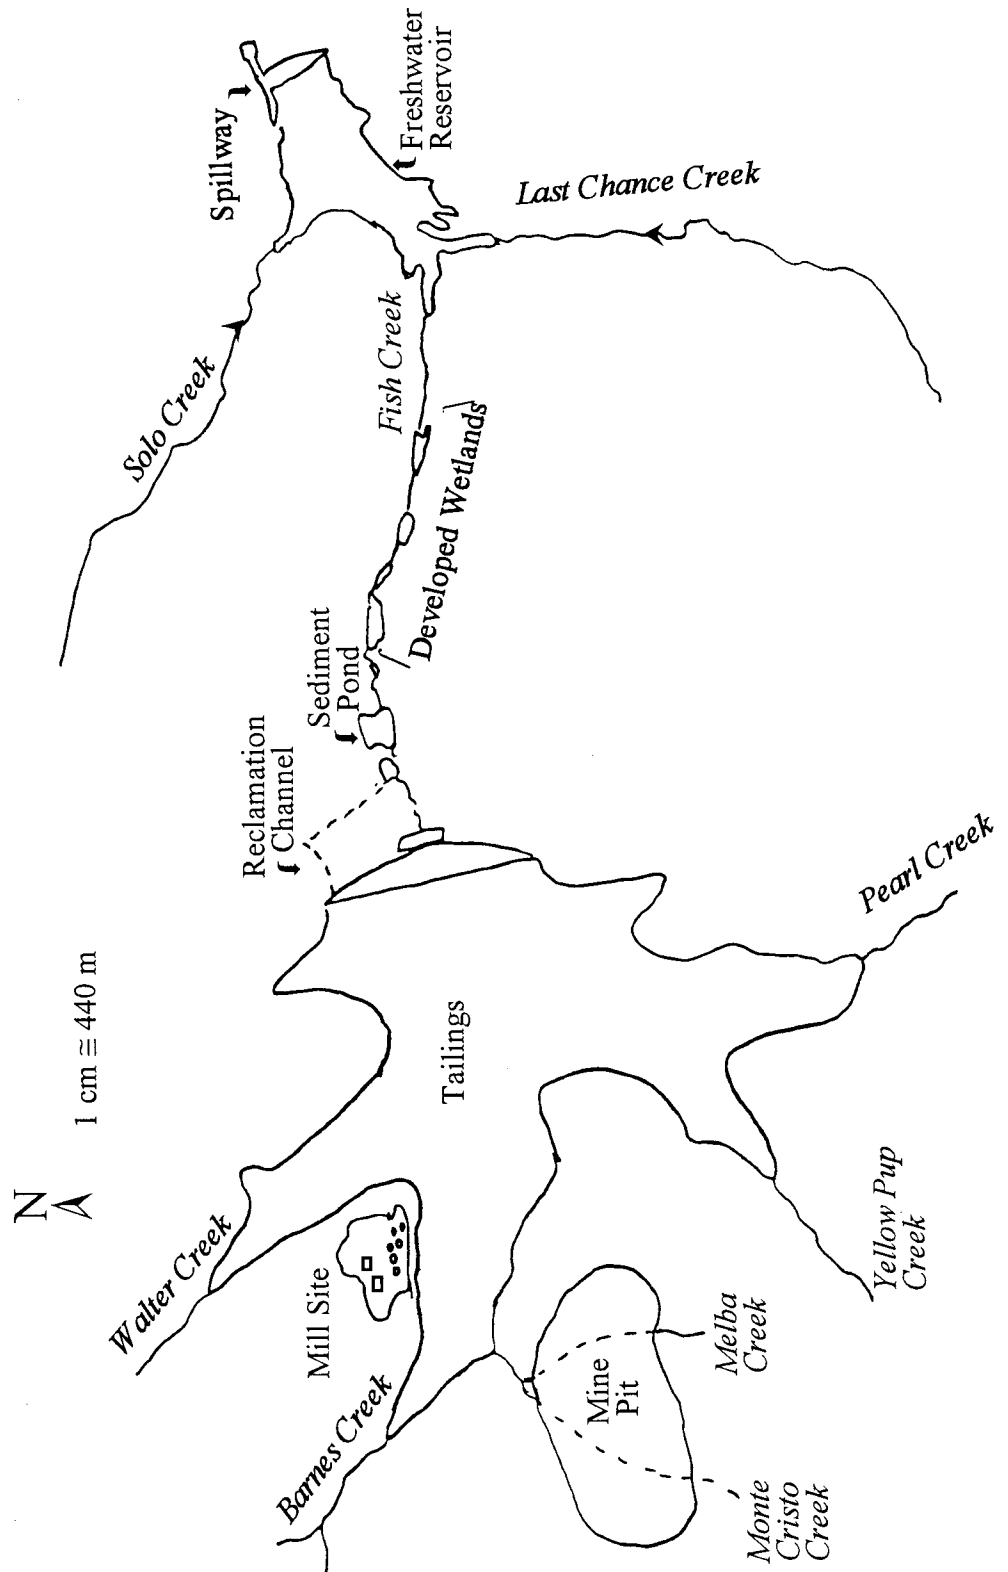 N
1 cm ≅ 440 m
Walter Creek
Barnes Creek
Mill Site
Monte
Cristo
Creek
Mine
Pit
Melba
Creek
Yellow Pup
Creek
Tailings
Pearl Creek
Reclamation
Channel
Sediment
Pond
Developed Wetlands
Solo Creek
Fish Creek
Spillway
Freshwater
Reservoir
Last Chance Creek